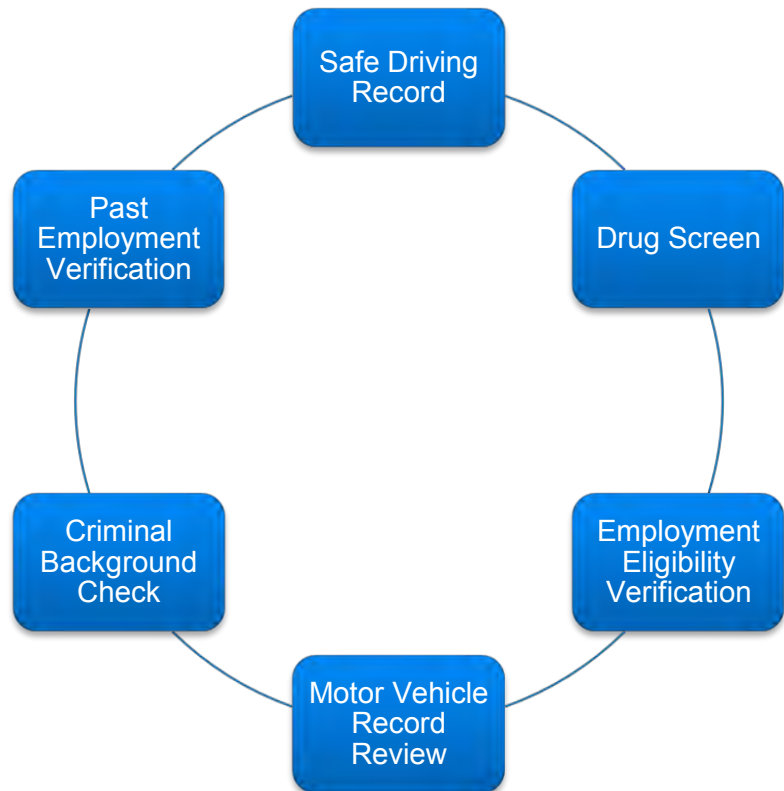 Safe Driving
Record
Drug Screen
Employment
Eligibility
Verification
Motor Vehicle
Record
Review
Criminal
Background
Check
Past
Employment
Verification